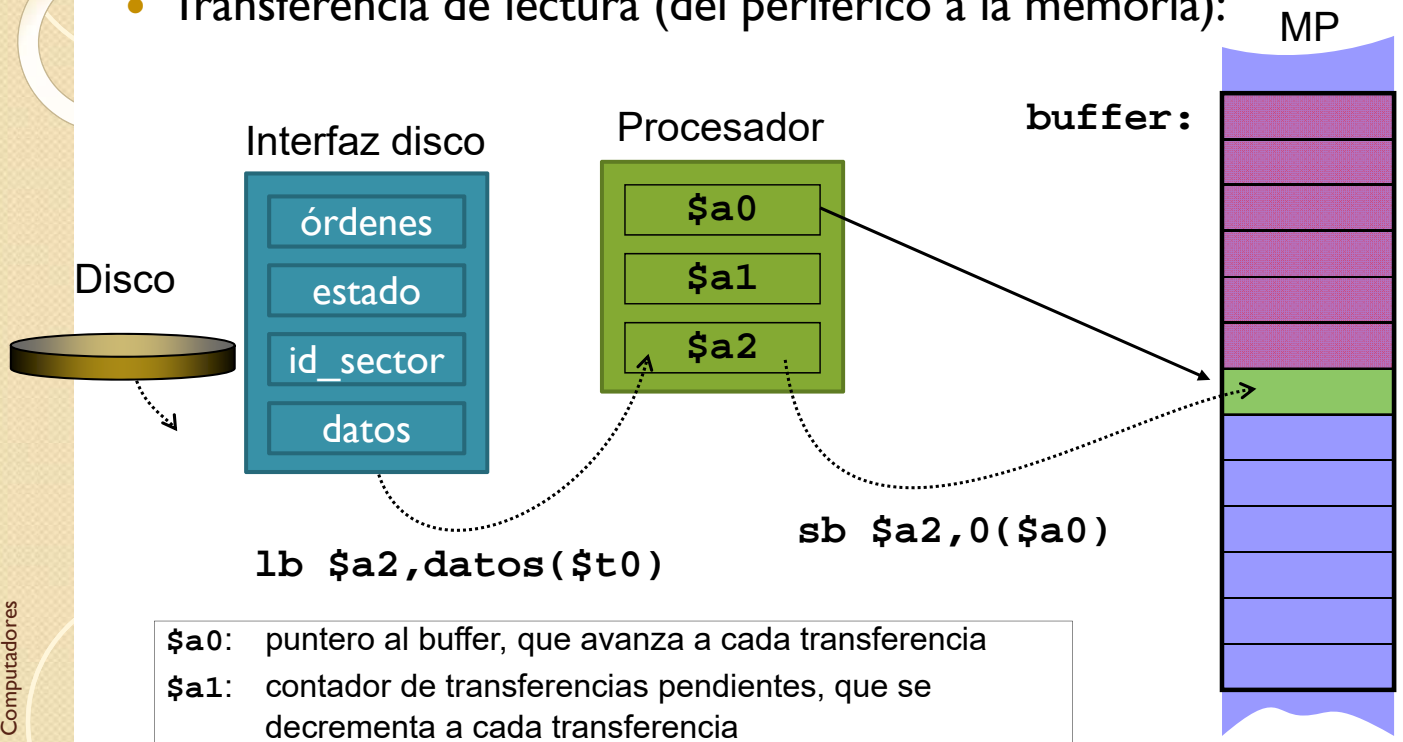 • Transferencia de lectura (del periférico a la memoria):
MP
buffer:
Interfaz disco
Procesador
órdenes
estado
id_sector
datos
$a0
$a1
$a2
Disco
sb $a2,0($a0)
lb $a2,datos($t0)
$a0: puntero al buffer, que avanza a cada transferencia
$a1: contador de transferencias pendientes, que se
decrementa a cada transferencia
Computadores